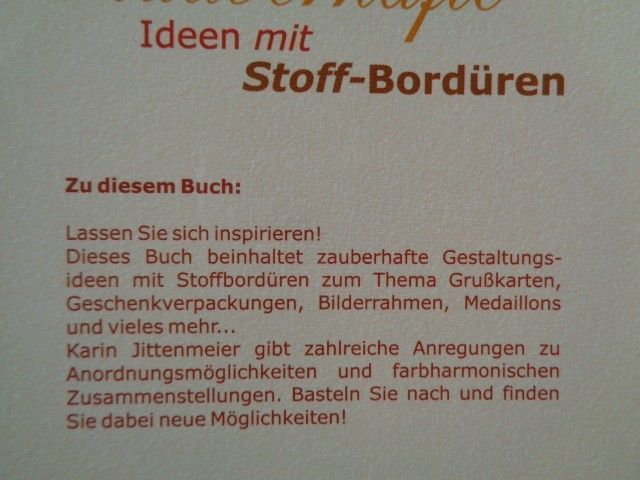 Ideen mit
Stoff-Bordüren
Zu diesem Buch:
Lassen Sie sich inspirieren!
Dieses Buch beinhaltet zauberhafte Gestaltungs-
ideen mit Stoffbordüren zum Thema Grußkarten,
Geschenkverpackungen, Bilderrahmen, Medaillons
und vieles mehr...
Karin Jittenmeier gibt zahlreiche Anregungen zu
Anordnungsmöglichkeiten und farbharmonischen
Zusammenstellungen. Basteln Sie nach und finden
Sie dabei neue Möglichkeiten!